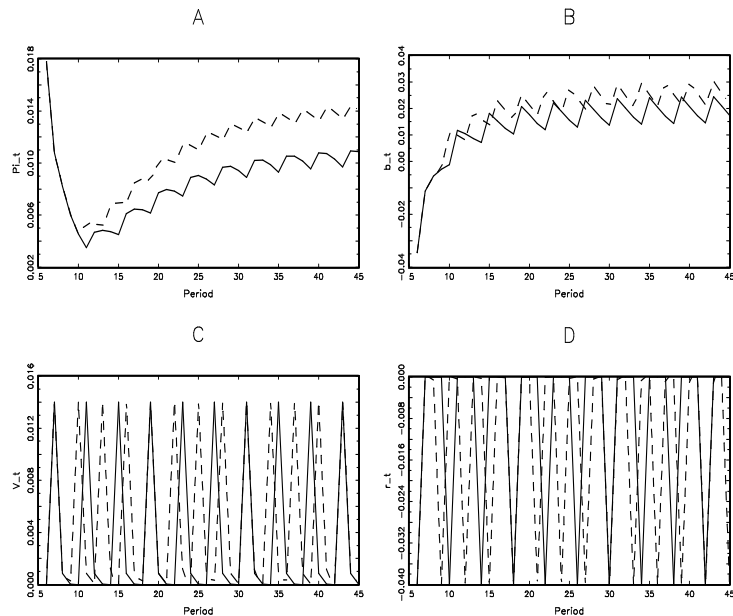 A
0.018
0.014
0.010
0.006
0.002
Pi_t
5 10 15 20 25 30 35 40 45
Period
B
0.04
0.03
0.02
0.01
0.00
−0.02
−0.04
b_t
5 10 15 20 25 30 35 40 45
Period
C
0.016
0.012
0.008
0.004
0.000
V_t
5 10 15 20 25 30 35 40 45
Period
D
0.000
−0.008
−0.016
−0.024
−0.032
−0.040
r_t
5 10 15 20 25 30 35 40 45
Period